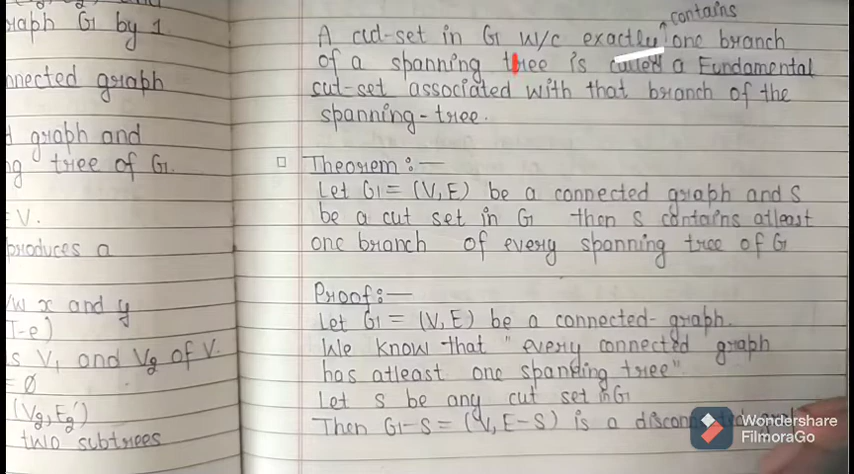 raph G by 1.
nnected graph
d graph and
ng tree of G.
= V.
produces a
/w x and y
T-e)
s V1 and V2 of V.
= Ø
(V2, E2')
two subtrees
contains
A cut-set in G w/c exactly one branch
of a spanning tree is called a Fundamental
cut-set associated with that branch of the
spanning-tree.
□ Theorem:-
Let G = (V, E) be a connected graph and S
be a cut set in G then S contains atleast
one branch of every spanning tree of G
Proof:-
Let G = (V, E) be a connected-graph.
We know that "every connected graph
has atleast one spanning tree"
Let S be any cut set in G
Then G-S = (V, E-S) is a
Wondershare
FilmoraGo